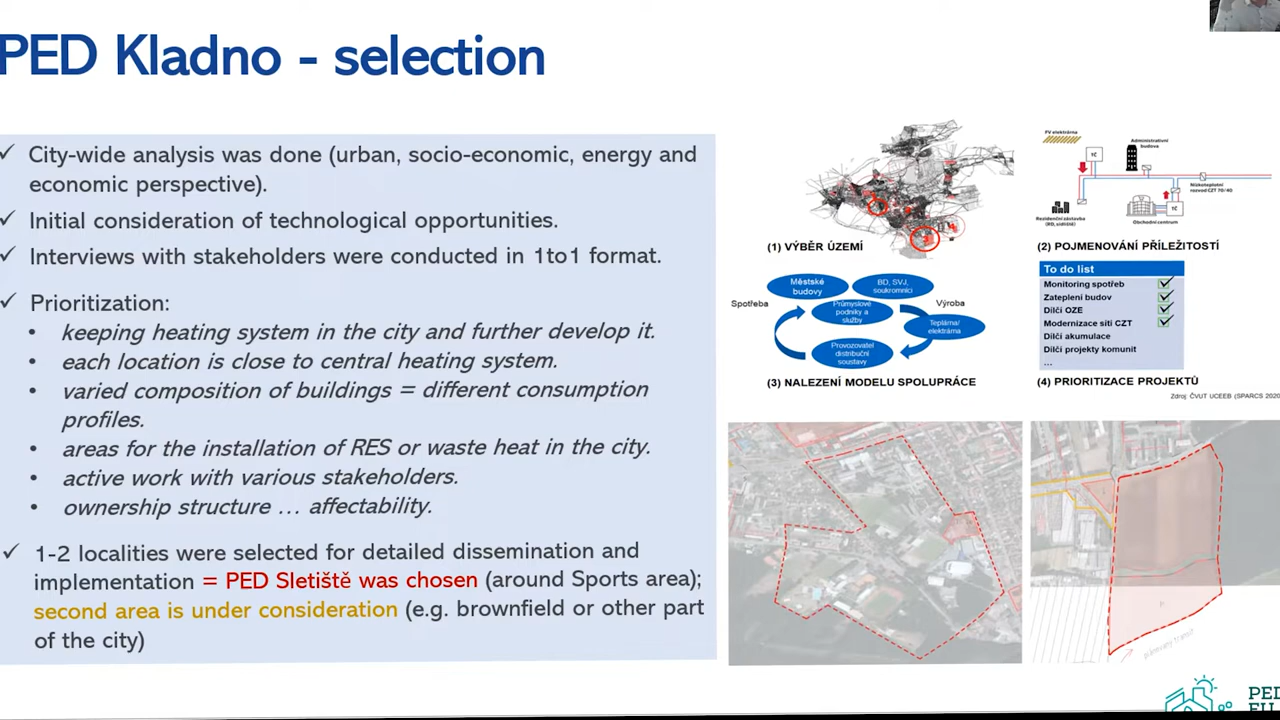 PED Kladno - selection
✓ City-wide analysis was done (urban, socio-economic, energy and
economic perspective).
✓ Initial consideration of technological opportunities.
✓ Interviews with stakeholders were conducted in 1to1 format.
✓ Prioritization:
• keeping heating system in the city and further develop it.
• each location is close to central heating system.
• varied composition of buildings = different consumption
profiles.
• areas for the installation of RES or waste heat in the city.
• active work with various stakeholders.
• ownership structure … affectability.
✓ 1-2 localities were selected for detailed dissemination and
implementation = PED Sletiště was chosen (around Sports area);
second area is under consideration (e.g. brownfield or other part
of the city)
(1) VÝBĚR ÚZEMÍ
FV elektrárna
TČ
Administrativní
budova
Nízkoteplotní
rozvod CZT 70/40
Rezidenční zástavba
(RD, sídliště)
TČ
Obchodní centrum
(2) POJMENOVÁNÍ PŘÍLEŽITOSTÍ
Spotřeba
Městské
budovy
BD, SVJ,
soukromníci
Výroba
Průmyslové
podniky a
služby
Teplárna/
elektrárna
Provozovatel
distribuční
soustavy
(3) NALEZENÍ MODELU SPOLUPRÁCE
To do list
Monitoring spotřeb
Zateplení budov
Dílčí OZE
Modernizace sítí CZT
Dílčí akumulace
Dílčí projekty komunit
...
(4) PRIORITIZACE PROJEKTŮ
Zdroj: ČVUT UCEEB (SPARCS 2020
PED
EU